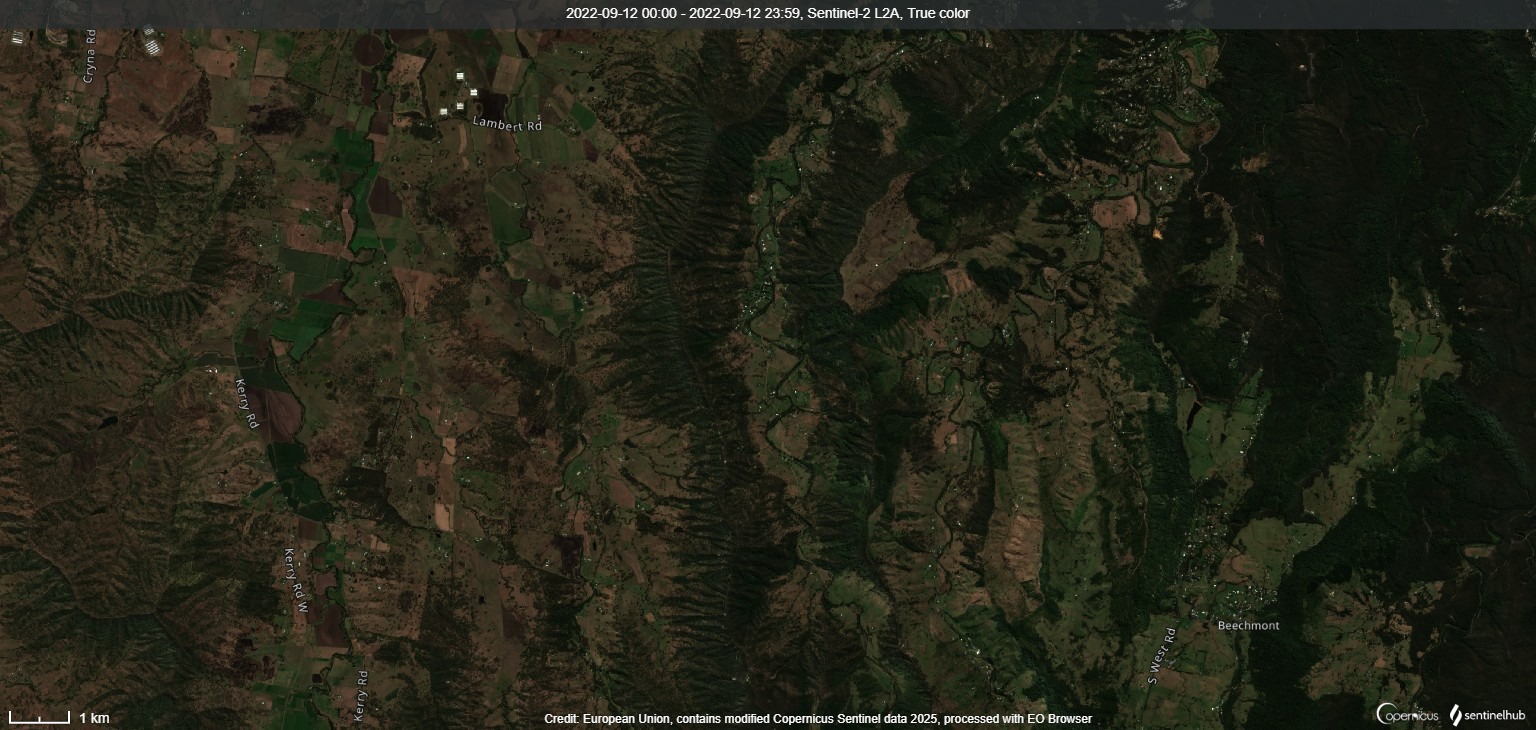 2022-09-12 00:00 - 2022-09-12 23:59, Sentinel-2 L2A, True color
Cryna Rd
Lambert Rd
Kerry Rd
Kerry Rd W
Beechmont
S West Rd
Kerry Rd
1 km
Credit: European Union, contains modified Copernicus Sentinel data 2025, processed with EO Browser
opernicus
sentinelhub